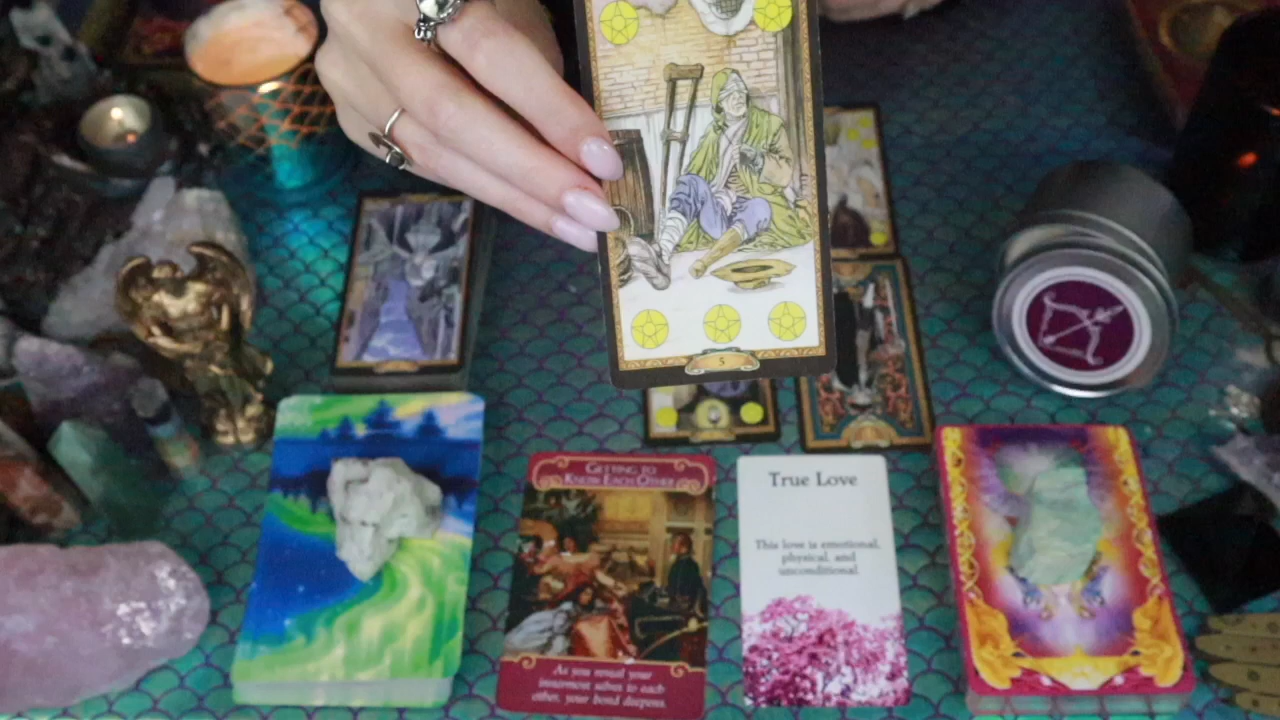 5
GETTING TO
KNOW EACH OTHER
As you reveal your
innermost selves to each
other, your bond deepens.
True Love
This love is emotional,
physical, and
unconditional.